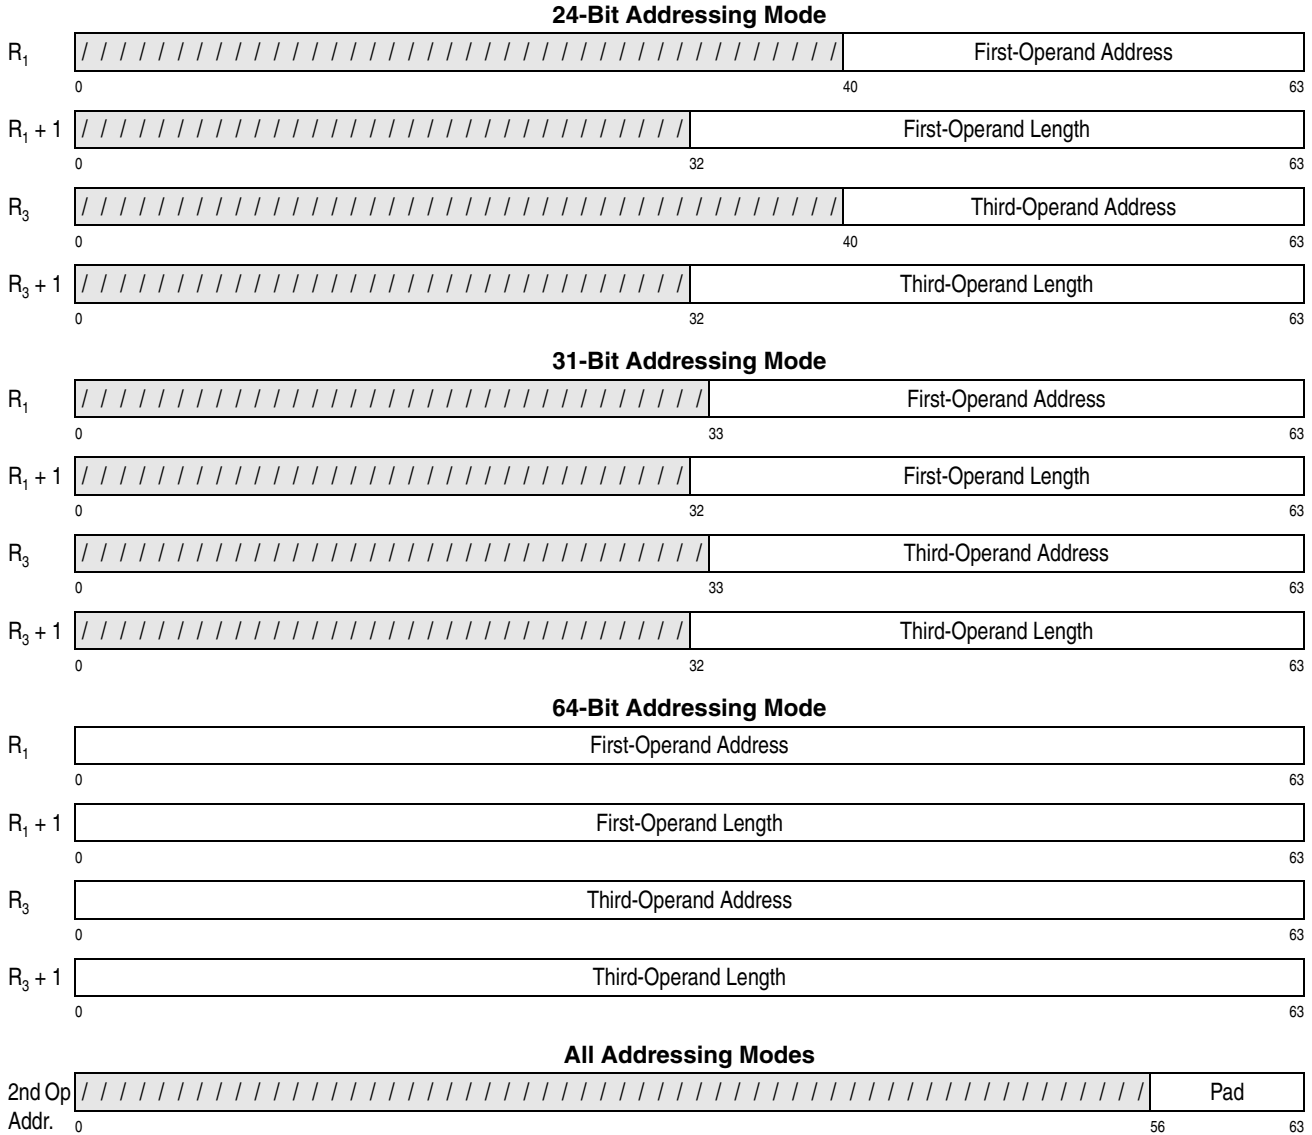 24-Bit Addressing Mode
R₁ / / / / / / / / / / / / / / / / / / / / / / / / / / / / / / / / / / / / / / / / First-Operand Address
0 40 63
R₁ + 1 / / / / / / / / / / / / / / / / / / / / / / / / / / / / / / / / First-Operand Length
0 32 63
R₃ / / / / / / / / / / / / / / / / / / / / / / / / / / / / / / / / / / / / / / / / Third-Operand Address
0 40 63
R₃ + 1 / / / / / / / / / / / / / / / / / / / / / / / / / / / / / / / / Third-Operand Length
0 32 63
31-Bit Addressing Mode
R₁ / / / / / / / / / / / / / / / / / / / / / / / / / / / / / / / / / First-Operand Address
0 33 63
R₁ + 1 / / / / / / / / / / / / / / / / / / / / / / / / / / / / / / / / First-Operand Length
0 32 63
R₃ / / / / / / / / / / / / / / / / / / / / / / / / / / / / / / / / / Third-Operand Address
0 33 63
R₃ + 1 / / / / / / / / / / / / / / / / / / / / / / / / / / / / / / / / Third-Operand Length
0 32 63
64-Bit Addressing Mode
R₁ First-Operand Address
0 63
R₁ + 1 First-Operand Length
0 63
R₃ Third-Operand Address
0 63
R₃ + 1 Third-Operand Length
0 63
All Addressing Modes
2nd Op / / / / / / / / / / / / / / / / / / / / / / / / / / / / / / / / / / / / / / / / / / / / / / / / / / / / / / / / Pad
Addr. 0 56 63